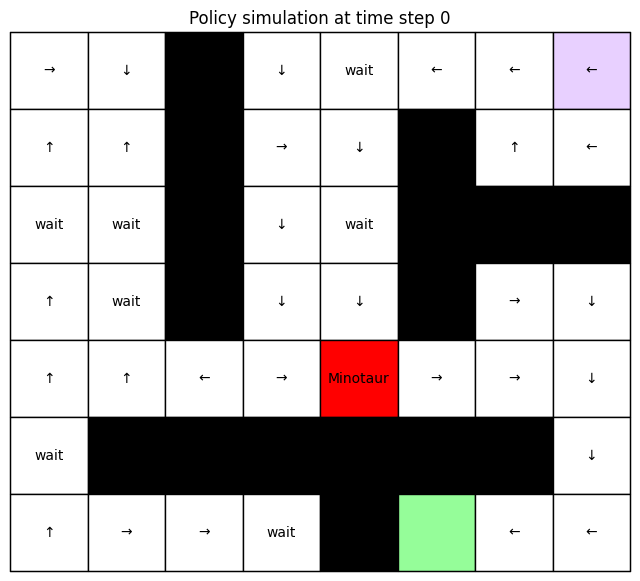 Policy simulation at time step 0
→ ↓ ↓ wait ← ← ←
↑ ↑ → ↓ ↑ ←
wait wait ↓ wait
↑ wait ↓ ↓ → ↓
↑ ↑ ← → Minotaur → → ↓
wait ↓
↑ → → wait ← ←